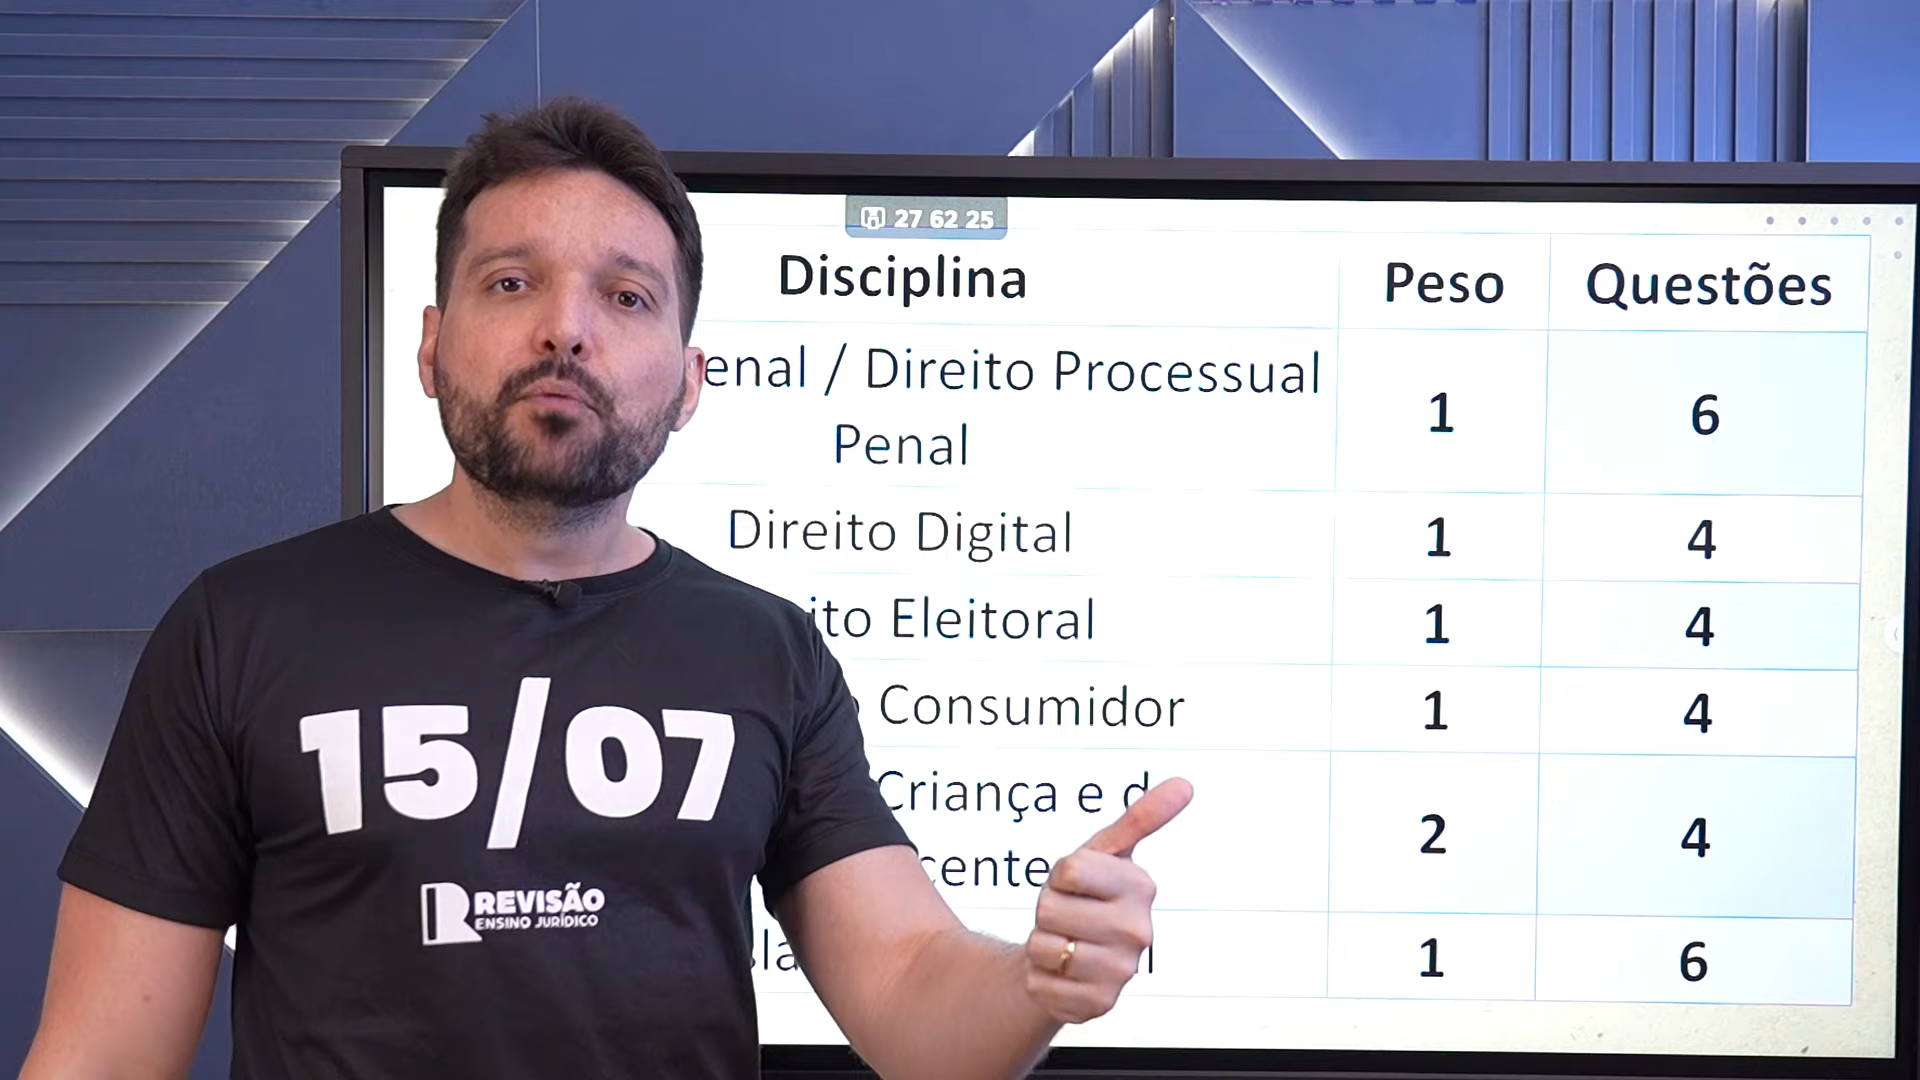 27 62 25
Disciplina Peso Questões
enal / Direito Processual
Penal 1 6
Direito Digital 1 4
ito Eleitoral 1 4
Consumidor 1 4
Criança e d
cente 2 4
1 6
15/07
REVISÃO
ENSINO JURÍDICO